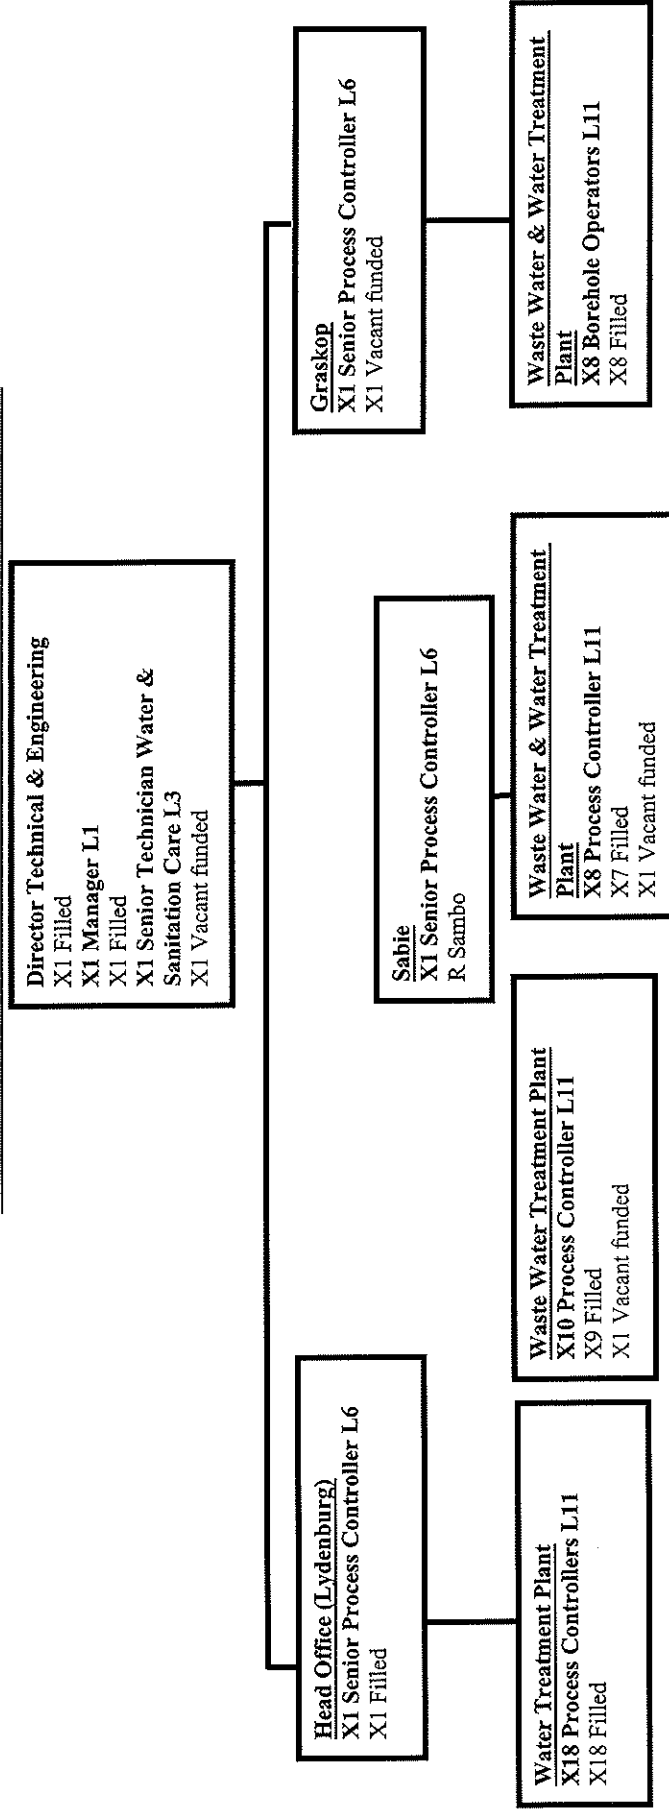 Director Technical & Engineering
X1 Filled
X1 Manager L1
X1 Filled
X1 Senior Technician Water &
Sanitation Care L3
X1 Vacant funded
Head Office (Lydenburg)
X1 Senior Process Controller L6
X1 Filled
Sabie
X1 Senior Process Controller L6
R Sambo
Graskop
X1 Senior Process Controller L6
X1 Vacant funded
Water Treatment Plant
X18 Process Controllers L11
X18 Filled
Waste Water Treatment Plant
X10 Process Controller L11
X9 Filled
X1 Vacant funded
Waste Water & Water Treatment
Plant
X8 Process Controller L11
X7 Filled
X1 Vacant funded
Waste Water & Water Treatment
Plant
X8 Borehole Operators L11
X8 Filled